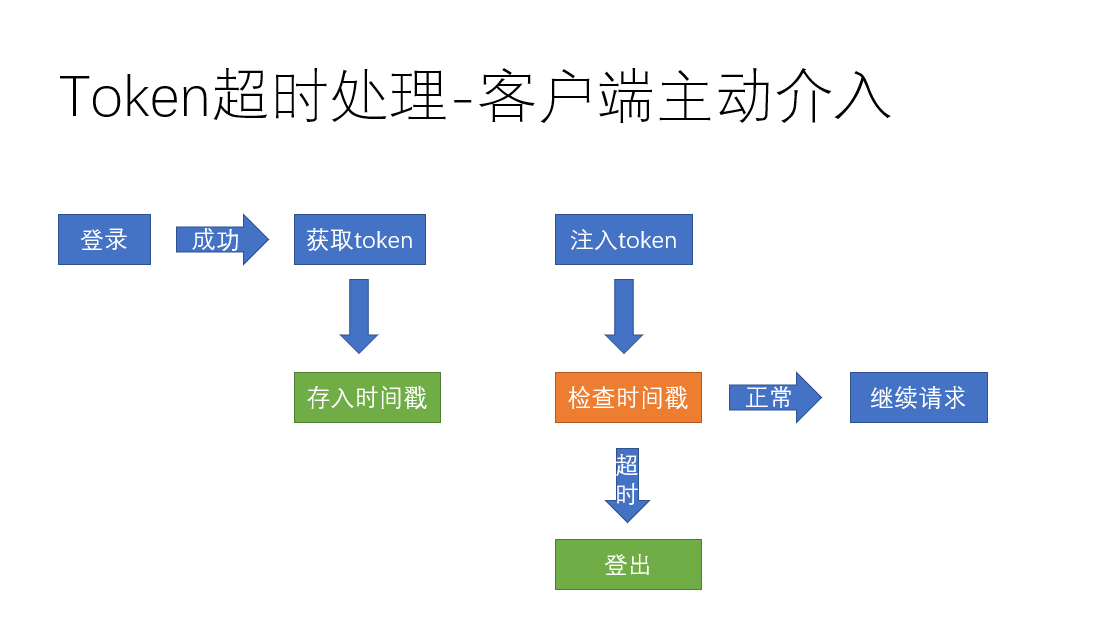 Token超时处理-客户端主动介入
登录
成功
获取token
注入token
存入时间戳
检查时间戳
正常
继续请求
超
时
登出